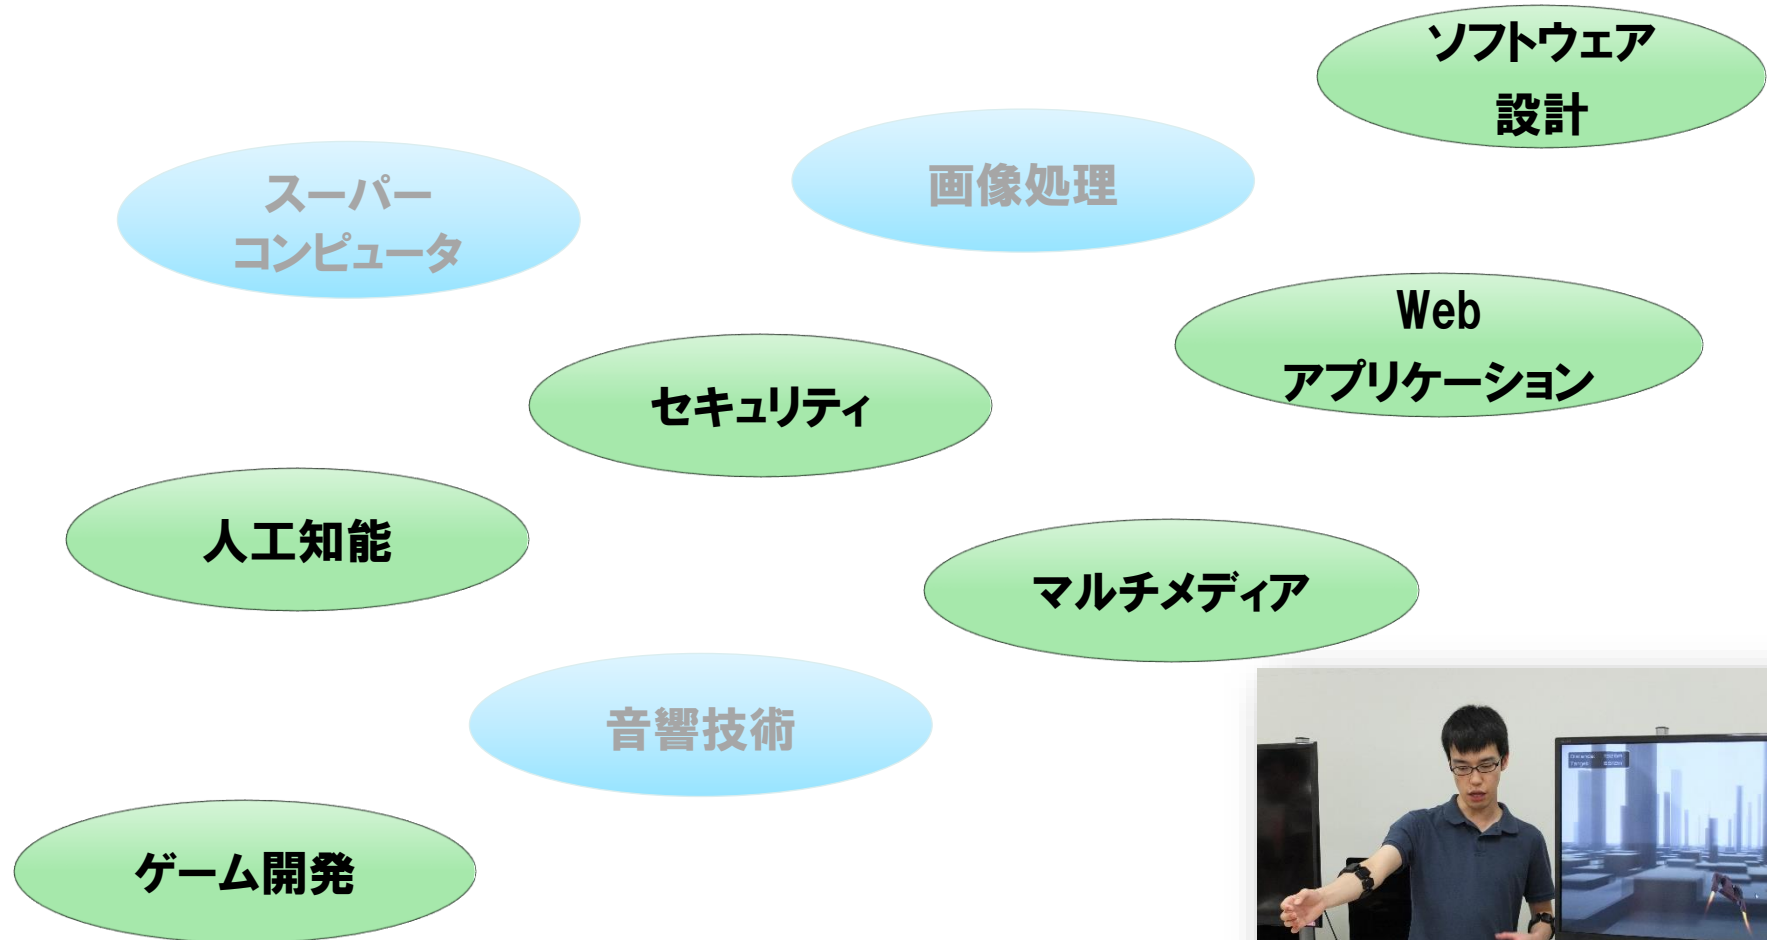 ソフトウェア
設計
スーパー
コンピュータ
画像処理
Web
アプリケーション
セキュリティ
人工知能
マルチメディア
音響技術
ゲーム開発